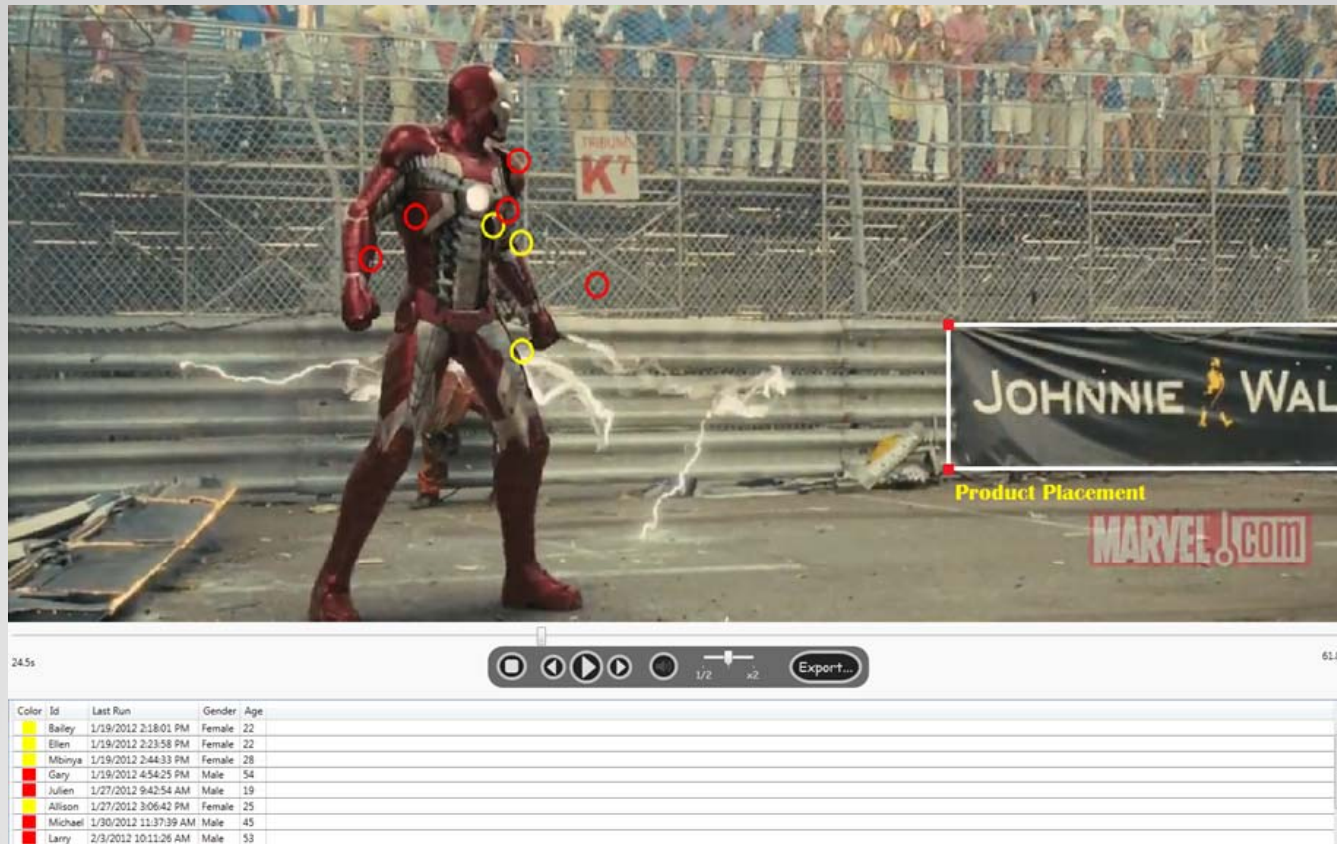 TRIBUNE
K7
JOHNNIE WAL
Product Placement
MARVEL.COM
24.5s
61.8
1/2
x2
Export...
Color Id Last Run Gender Age
Bailey 1/19/2012 2:18:01 PM Female 22
Ellen 1/19/2012 2:23:58 PM Female 22
Mbinya 1/19/2012 2:44:33 PM Female 28
Gary 1/19/2012 4:54:25 PM Male 54
Julien 1/27/2012 9:42:54 AM Male 19
Allison 1/27/2012 3:06:42 PM Female 25
Michael 1/30/2012 11:37:39 AM Male 45
Larry 2/3/2012 10:11:26 AM Male 53